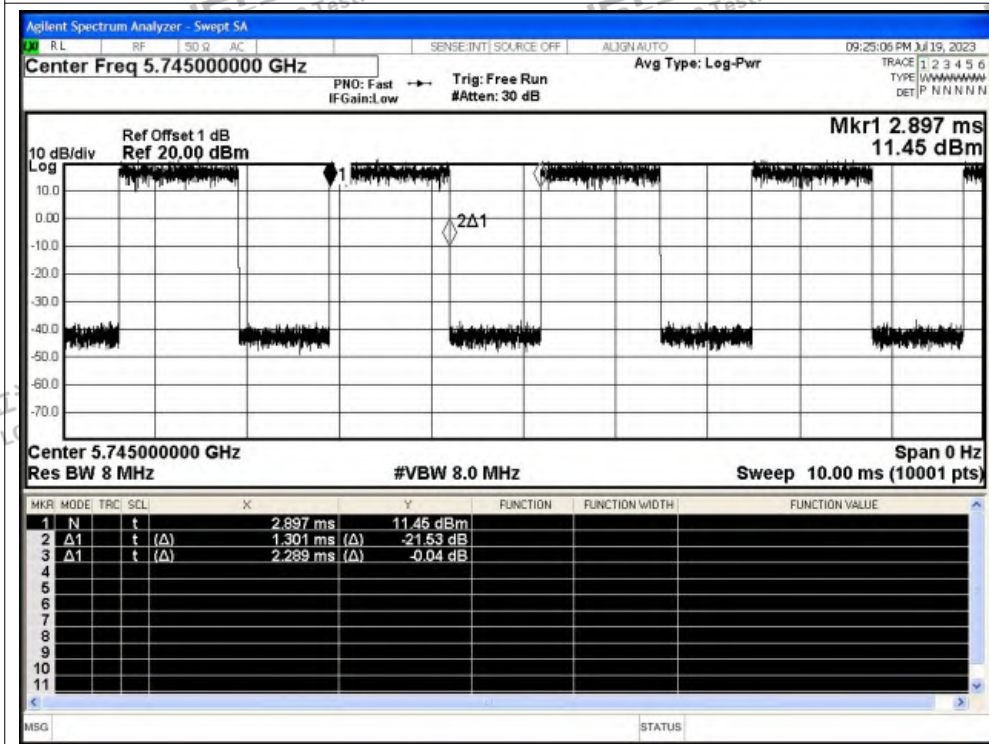 Agilent Spectrum Analyzer - Swept SA
RL RF 50 Ω AC SENSE:INT SOURCE OFF ALIGN AUTO 09:25:06 PM Jul 19, 2023
Center Freq 5.745000000 GHz
PNO: Fast
IFGain:Low
Trig: Free Run
#Atten: 30 dB
Avg Type: Log-Pwr
TRACE 1 2 3 4 5 6
TYPE W
DET P N N N N N
Ref Offset 1 dB
10 dB/div Ref 20.00 dBm
Mkr1 2.897 ms
11.45 dBm
Log
10.0
0.00
-10.0
-20.0
-30.0
-40.0
-50.0
-60.0
-70.0
1
2Δ1
Center 5.745000000 GHz Span 0 Hz
Res BW 8 MHz #VBW 8.0 MHz Sweep 10.00 ms (10001 pts)
MKR MODE TRC SCL X Y FUNCTION FUNCTION WIDTH FUNCTION VALUE
1 N t 2.897 ms 11.45 dBm
2 Δ1 t (Δ) 1.301 ms (Δ) -21.53 dB
3 Δ1 t (Δ) 2.289 ms (Δ) -0.04 dB
4
5
6
7
8
9
10
11
MSG STATUS